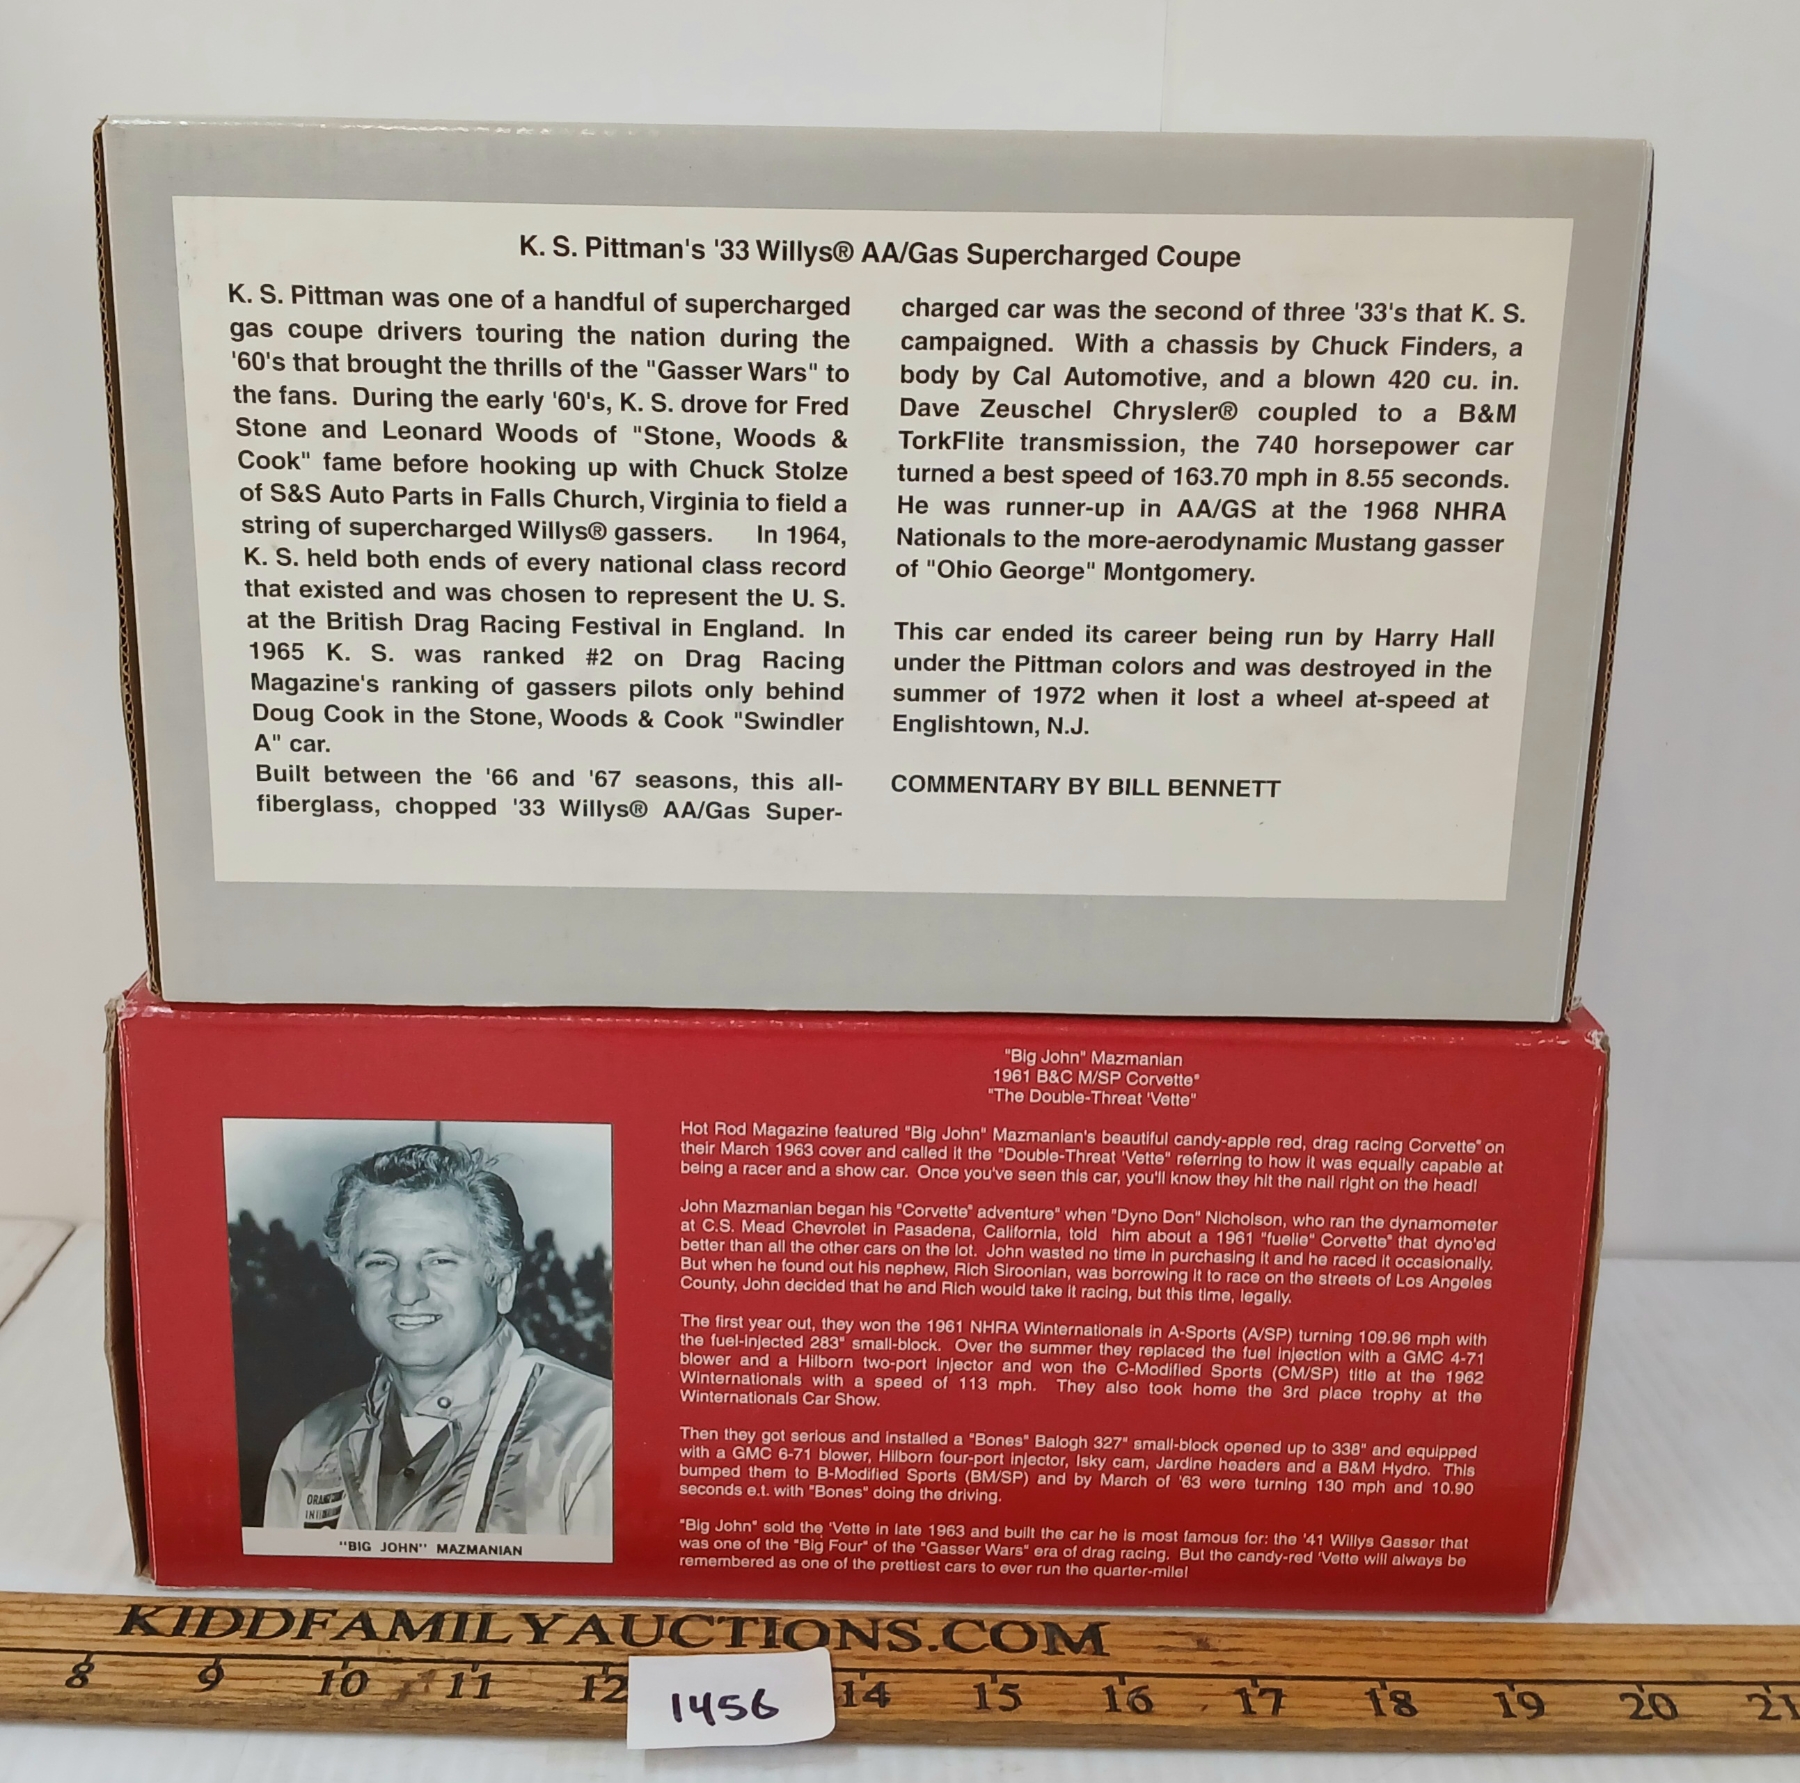 K. S. Pittman's '33 Willys® AA/Gas Supercharged Coupe
K. S. Pittman was one of a handful of supercharged
gas coupe drivers touring the nation during the
'60's that brought the thrills of the "Gasser Wars" to
the fans. During the early '60's, K. S. drove for Fred
Stone and Leonard Woods of "Stone, Woods &
Cook" fame before hooking up with Chuck Stolze
of S&S Auto Parts in Falls Church, Virginia to field a
string of supercharged Willys® gassers. In 1964,
K. S. held both ends of every national class record
that existed and was chosen to represent the U. S.
at the British Drag Racing Festival in England. In
1965 K. S. was ranked #2 on Drag Racing
Magazine's ranking of gassers pilots only behind
Doug Cook in the Stone, Woods & Cook "Swindler
A" car.
Built between the '66 and '67 seasons, this all-
fiberglass, chopped '33 Willys® AA/Gas Super-
charged car was the second of three '33's that K. S.
campaigned. With a chassis by Chuck Finders, a
body by Cal Automotive, and a blown 420 cu. in.
Dave Zeuschel Chrysler® coupled to a B&M
TorkFlite transmission, the 740 horsepower car
turned a best speed of 163.70 mph in 8.55 seconds.
He was runner-up in AA/GS at the 1968 NHRA
Nationals to the more-aerodynamic Mustang gasser
of "Ohio George" Montgomery.
This car ended its career being run by Harry Hall
under the Pittman colors and was destroyed in the
summer of 1972 when it lost a wheel at-speed at
Englishtown, N.J.
COMMENTARY BY BILL BENNETT
"Big John" Mazmanian
1961 B&C M/SP Corvette®
"The Double-Threat 'Vette"
Hot Rod Magazine featured "Big John" Mazmanian's beautiful candy-apple red, drag racing Corvette® on
their March 1963 cover and called it the "Double-Threat 'Vette" referring to how it was equally capable at
being a racer and a show car. Once you've seen this car, you'll know they hit the nail right on the head!
John Mazmanian began his "Corvette® adventure" when "Dyno Don" Nicholson, who ran the dynamometer
at C.S. Mead Chevrolet in Pasadena, California, told him about a 1961 "fuelie" Corvette® that dyno'ed
better than all the other cars on the lot. John wasted no time in purchasing it and he raced it occasionally.
But when he found out his nephew, Rich Siroonian, was borrowing it to race on the streets of Los Angeles
County, John decided that he and Rich would take it racing, but this time, legally.
The first year out, they won the 1961 NHRA Winternationals in A-Sports (A/SP) turning 109.96 mph with
the fuel-injected 283" small-block. Over the summer they replaced the fuel injection with a GMC 4-71
blower and a Hilborn two-port injector and won the C-Modified Sports (CM/SP) title at the 1962
Winternationals with a speed of 113 mph. They also took home the 3rd place trophy at the
Winternationals Car Show.
Then they got serious and installed a "Bones" Balogh 327" small-block opened up to 338" and equipped
with a GMC 6-71 blower, Hilborn four-port injector, Isky cam, Jardine headers and a B&M Hydro. This
bumped them to B-Modified Sports (BM/SP) and by March of '63 were turning 130 mph and 10.90
seconds e.t. with "Bones" doing the driving.
"Big John" sold the 'Vette in late 1963 and built the car he is most famous for: the '41 Willys Gasser that
was one of the "Big Four" of the "Gasser Wars" era of drag racing. But the candy-red 'Vette will always be
remembered as one of the prettiest cars to ever run the quarter-mile!
"BIG JOHN" MAZMANIAN
KIDDFAMILYAUCTIONS.COM
8 9 10 11 12 14 15 16 17 18 19 20 21
1456